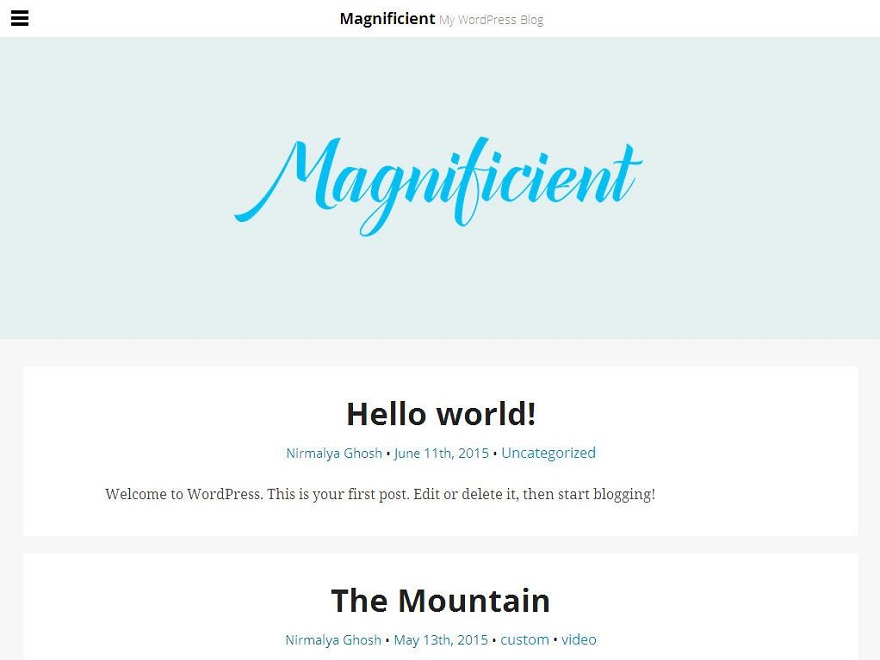 Magnificient My WordPress Blog
Magnificient
Hello world!
Nirmalya Ghosh • June 11th, 2015 • Uncategorized
Welcome to WordPress. This is your first post. Edit or delete it, then start blogging!
The Mountain
Nirmalya Ghosh • May 13th, 2015 • custom • video